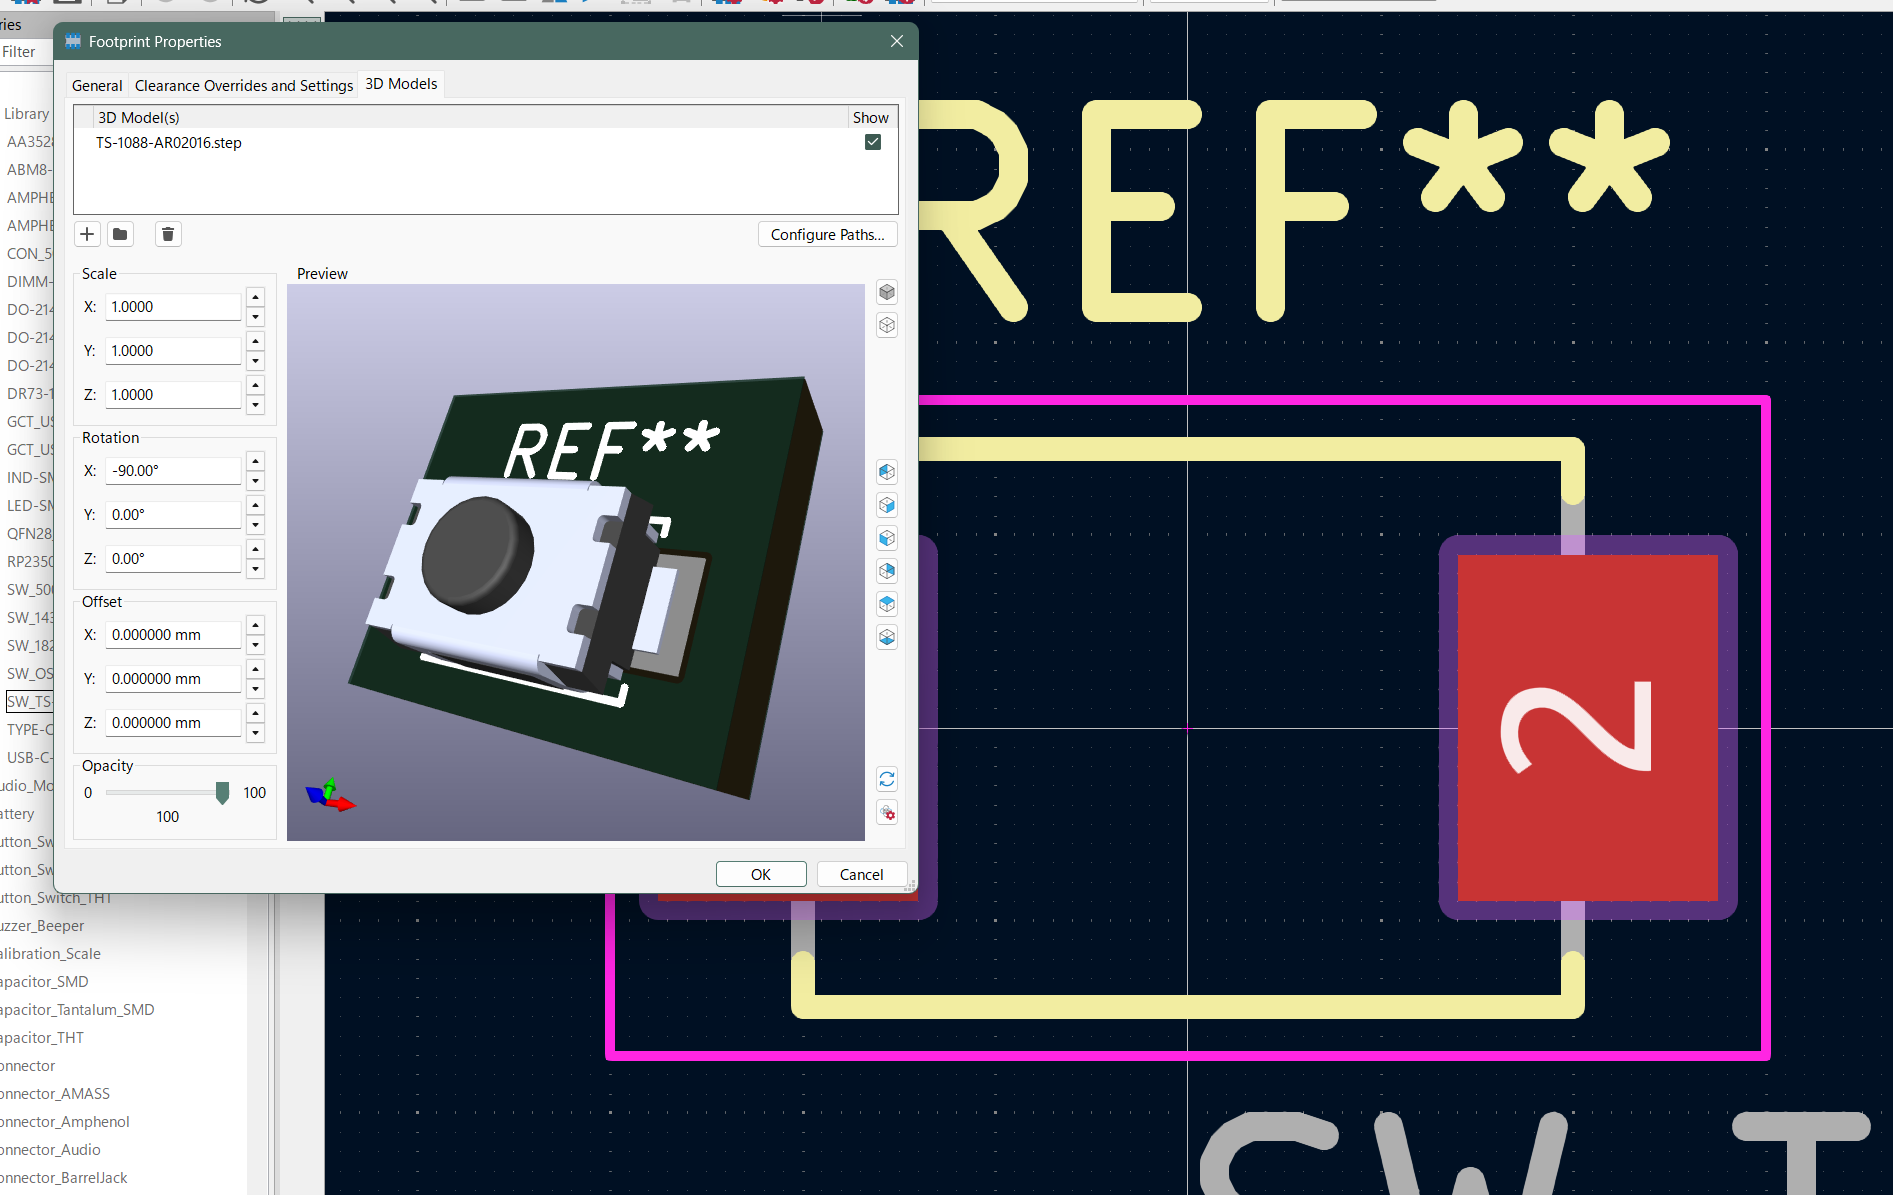 ries
Footprint Properties
Filter
General
Clearance Overrides and Settings
3D Models
3D Model(s)
Show
TS-1088-AR02016.step
Configure Paths...
Scale
X: 1.0000
Y: 1.0000
Z: 1.0000
Rotation
X: -90.00°
Y: 0.00°
Z: 0.00°
Offset
X: 0.000000 mm
Y: 0.000000 mm
Z: 0.000000 mm
Opacity
0
100
100
Preview
REF**
OK
Cancel
Library
AA352
ABM8-
AMPHE
AMPHE
CON_5
DIMM-
DO-214
DO-214
DO-214
DR73-1
GCT_US
GCT_US
IND-SM
LED-SM
QFN28
RP2350
SW_50
SW_143
SW_182
SW_OS
SW_TS-
TYPE-C
USB-C-
udio_Mo
attery
utton_Sw
utton_Sw
utton_Switch_THT
uzzer_Beeper
alibration_Scale
apacitor_SMD
apacitor_Tantalum_SMD
apacitor_THT
onnector
onnector_AMASS
onnector_Amphenol
onnector_Audio
onnector_BarrelJack
REF**
2
SW_T